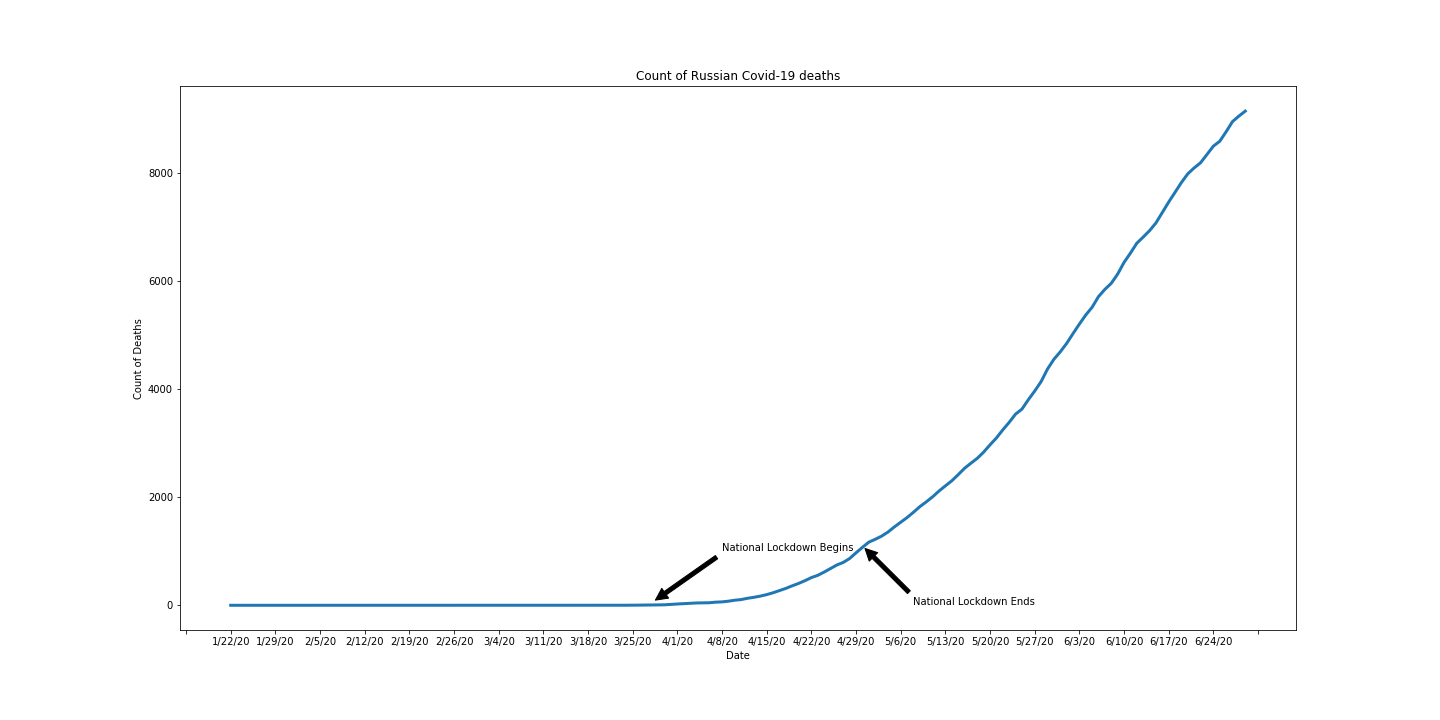 Count of Russian Covid-19 deaths
Count of Deaths
8000
6000
4000
2000
0
National Lockdown Begins
National Lockdown Ends
1/22/20 1/29/20 2/5/20 2/12/20 2/19/20 2/26/20 3/4/20 3/11/20 3/18/20 3/25/20 4/1/20 4/8/20 4/15/20 4/22/20 4/29/20 5/6/20 5/13/20 5/20/20 5/27/20 6/3/20 6/10/20 6/17/20 6/24/20
Date